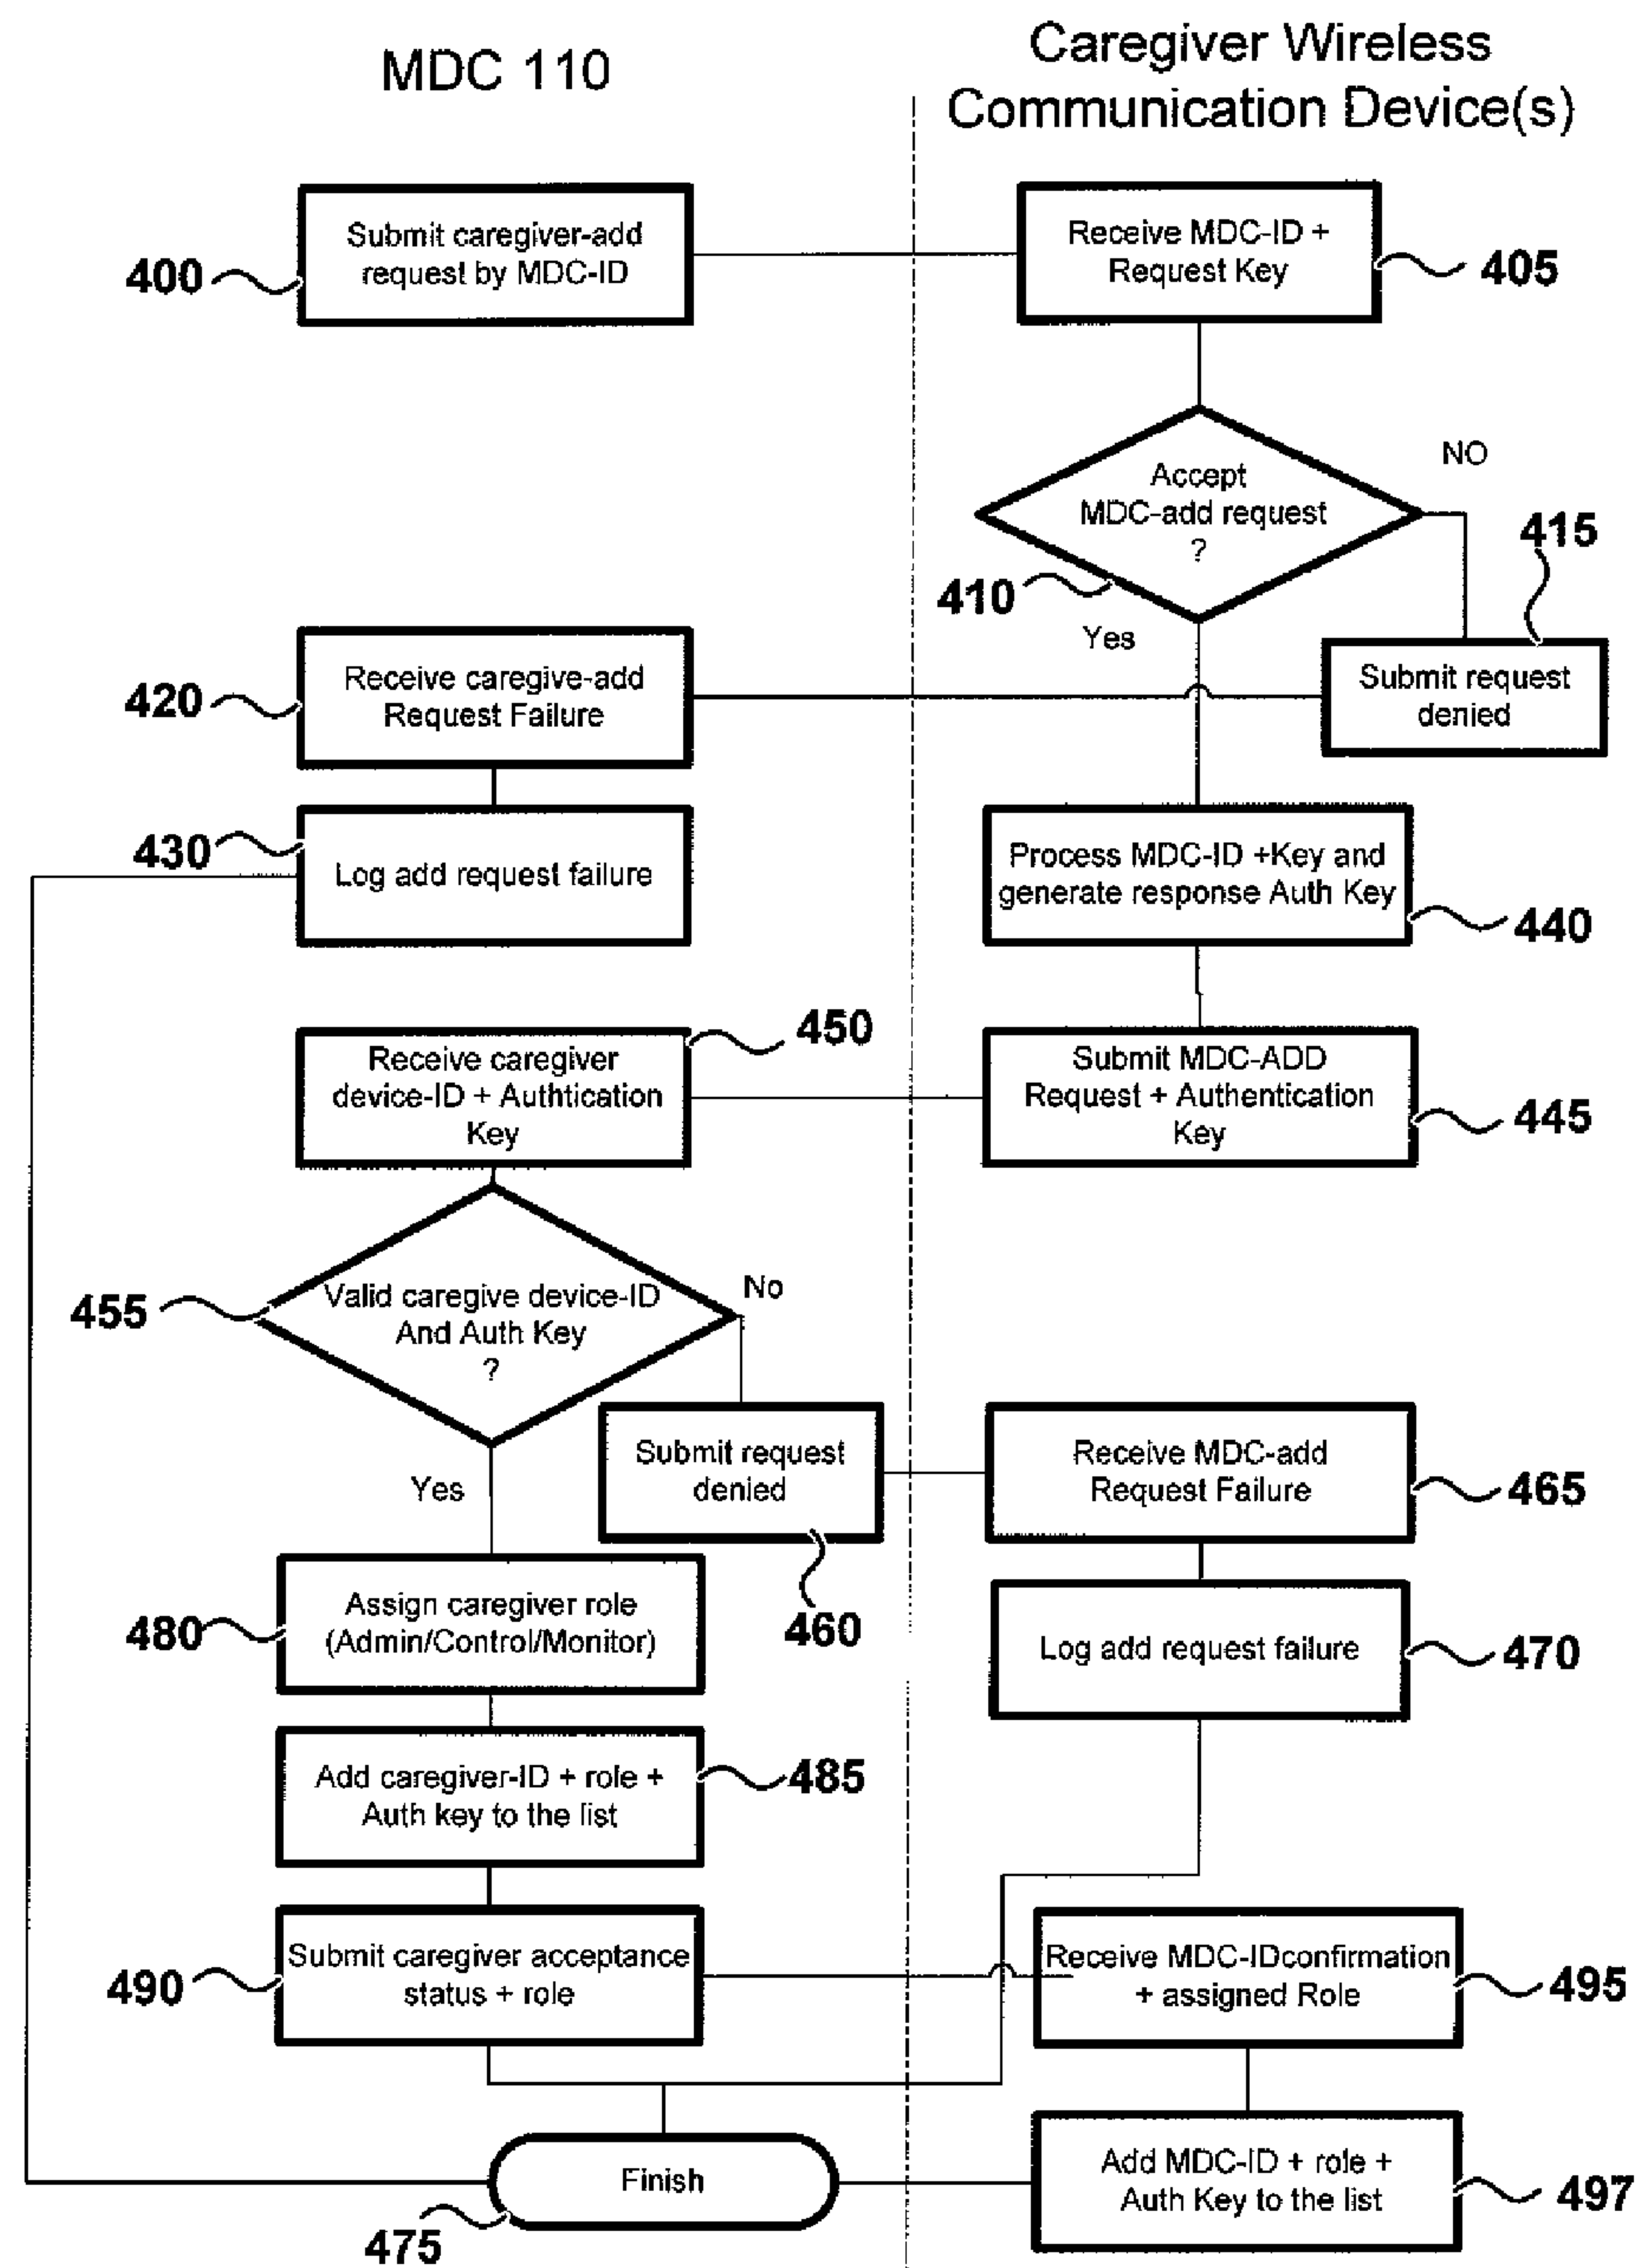 MDC 110
Caregiver Wireless
Communication Device(s)
Submit caregiver-add
request by MDC-ID
400
Receive MDC-ID +
Request Key
405
Accept
MDC-add request
?
410
NO
Yes
415
Submit request
denied
Receive caregive-add
Request Failure
420
Log add request failure
430
Process MDC-ID +Key and
generate response Auth Key
440
Submit MDC-ADD
Request + Authentication
Key
445
450
Receive caregiver
device-ID + Authtication
Key
Valid caregive device-ID
And Auth Key
?
455
No
Yes
Submit request
denied
460
Receive MDC-add
Request Failure
465
Log add request failure
470
Assign caregiver role
(Admin/Control/Monitor)
480
Add caregiver-ID + role +
Auth key to the list
485
Submit caregiver acceptance
status + role
490
Receive MDC-IDconfirmation
+ assigned Role
495
Add MDC-ID + role +
Auth Key to the list
497
Finish
475